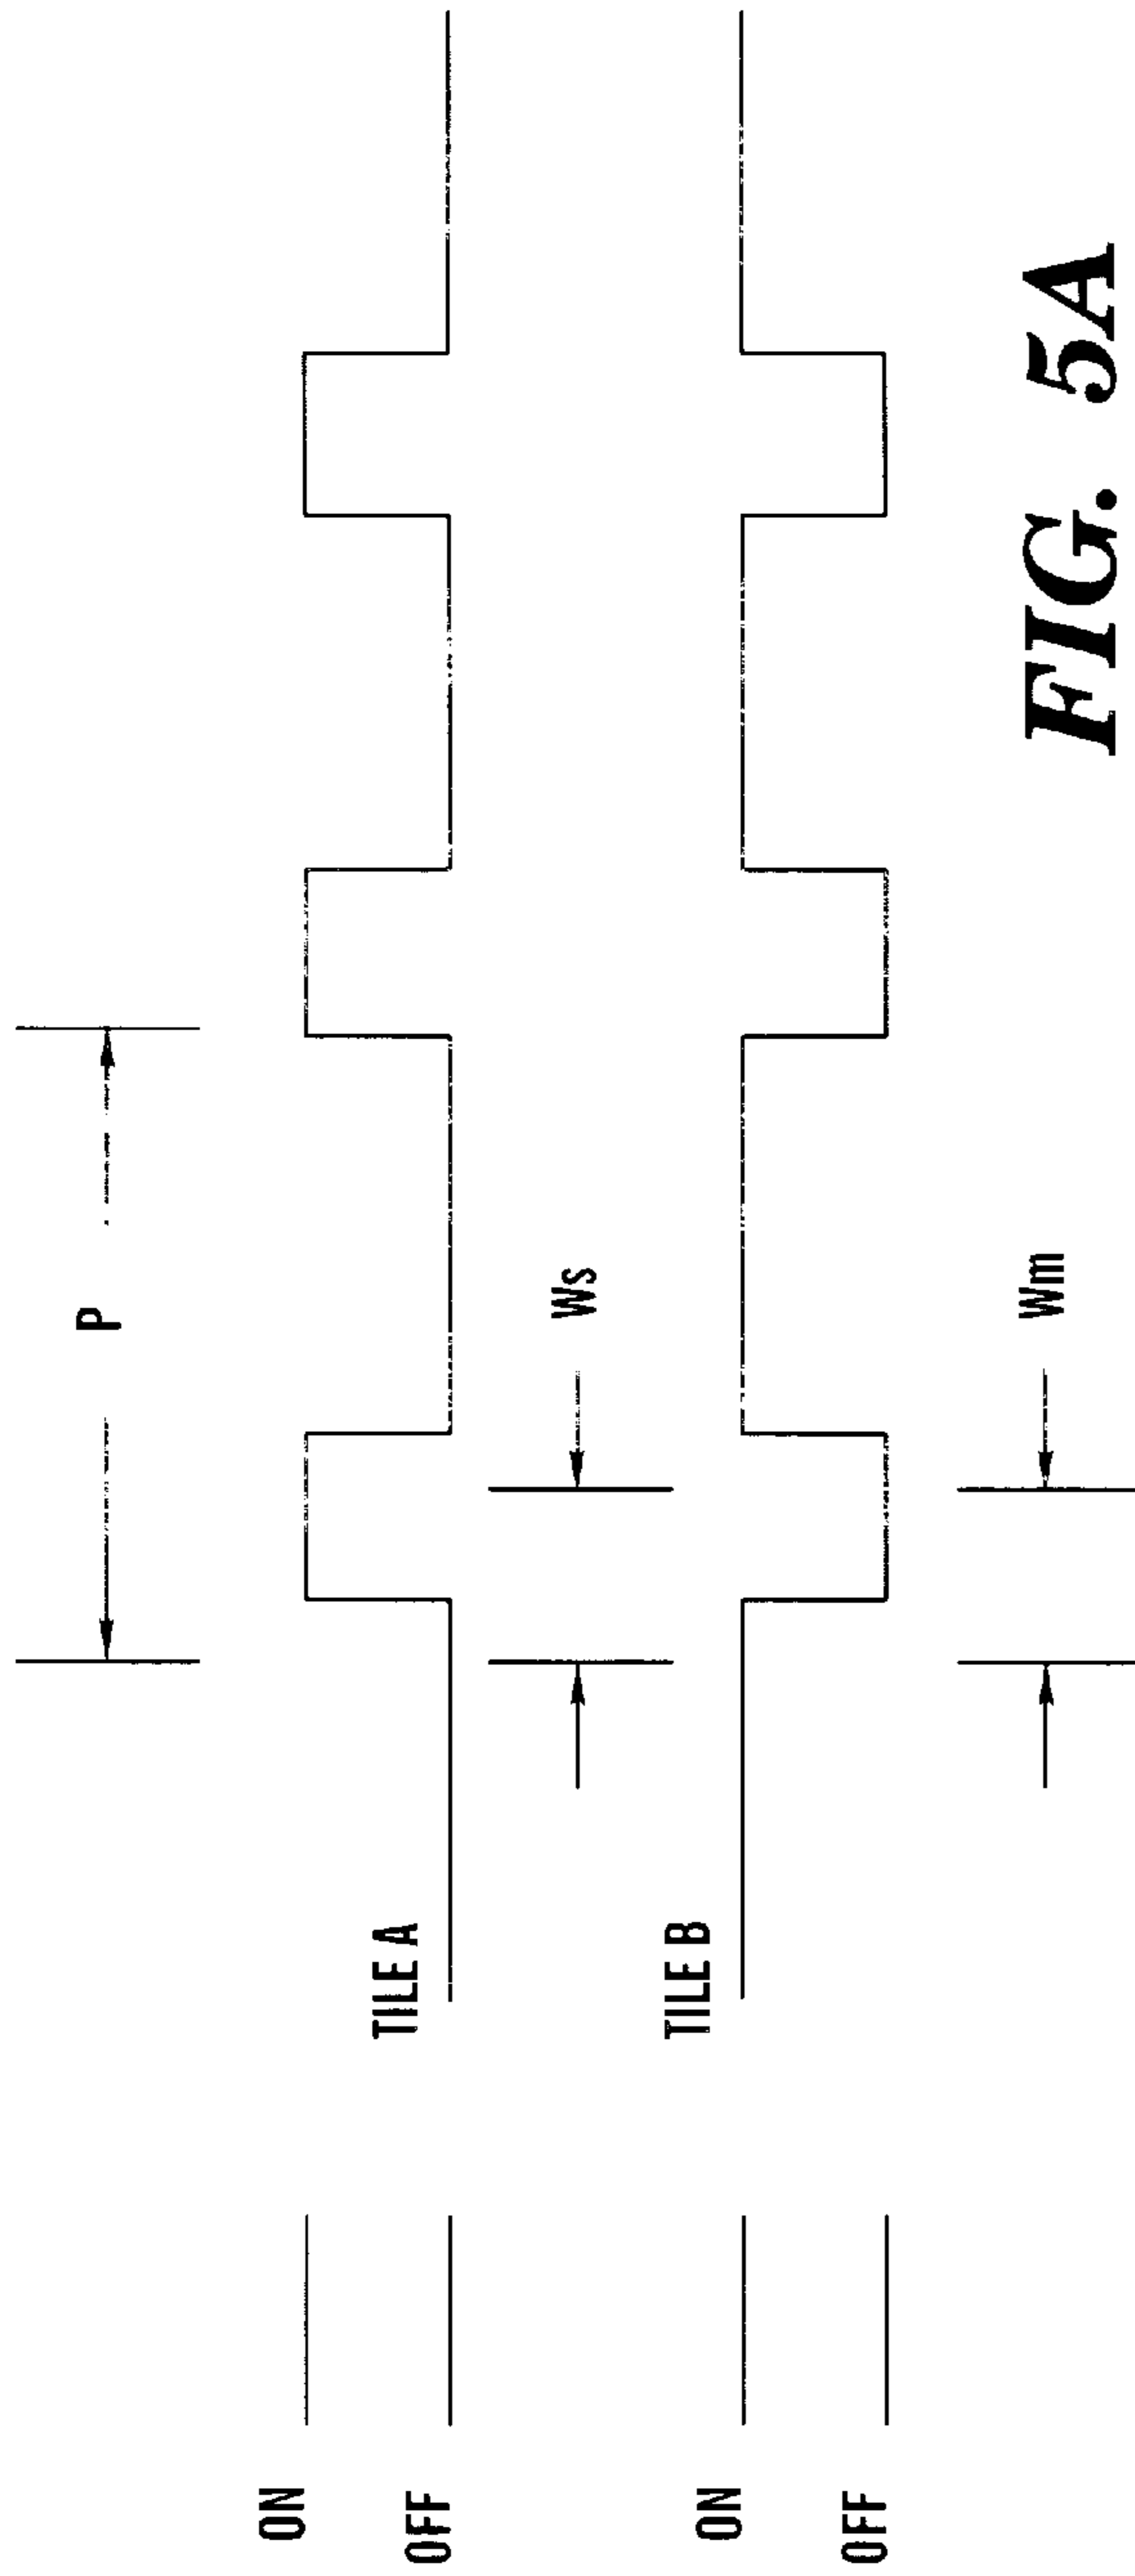 P
ON
TILE A
OFF
Ws
ON
TILE B
OFF
Wm
FIG. 5A